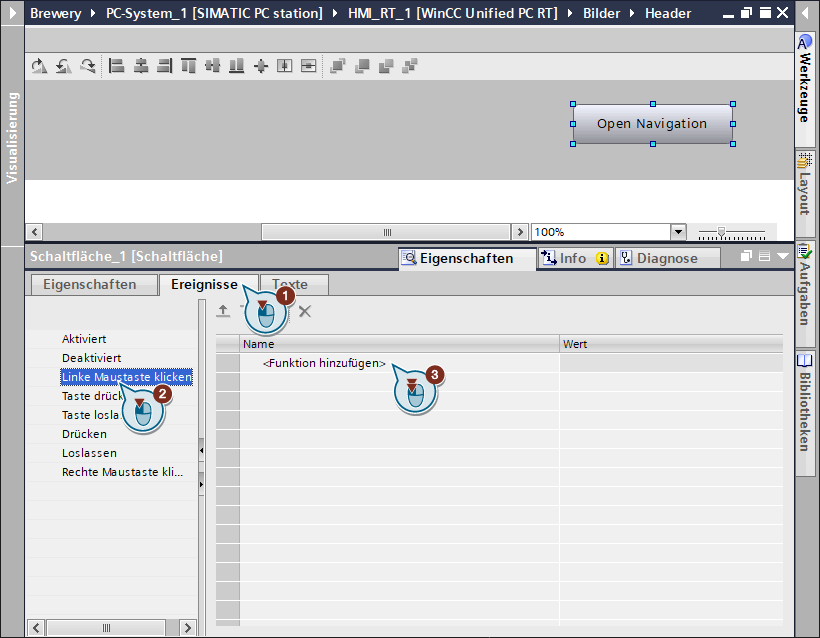 Brewery ▸ PC-System_1 [SIMATIC PC station] ▸ HMI_RT_1 [WinCC Unified PC RT] ▸ Bilder ▸ Header
Visualisierung
Open Navigation
100%
Werkzeuge
Layout
Aufgaben
Bibliotheken
Schaltfläche_1 [Schaltfläche]
Eigenschaften
Info
Diagnose
Eigenschaften
Ereignisse
Texte
1
Name
Wert
Aktiviert
<Funktion hinzufügen>
3
Deaktiviert
Linke Maustaste klicken
2
Taste drück
Taste losla
Drücken
Loslassen
Rechte Maustaste kli...